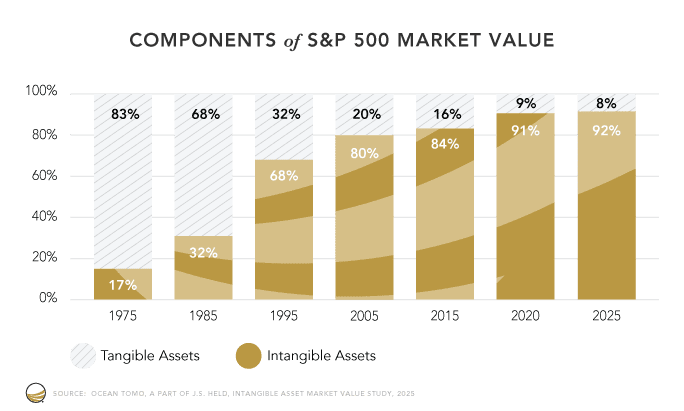 COMPONENTS of S&P 500 MARKET VALUE
100%
80%
60%
40%
20%
0%
83% 68% 32% 20% 16% 9% 8%
17% 32% 68% 80% 84% 91% 92%
1975 1985 1995 2005 2015 2020 2025
Tangible Assets Intangible Assets
SOURCE: OCEAN TOMO, A PART OF J.S. HELD, INTANGIBLE ASSET MARKET VALUE STUDY, 2025